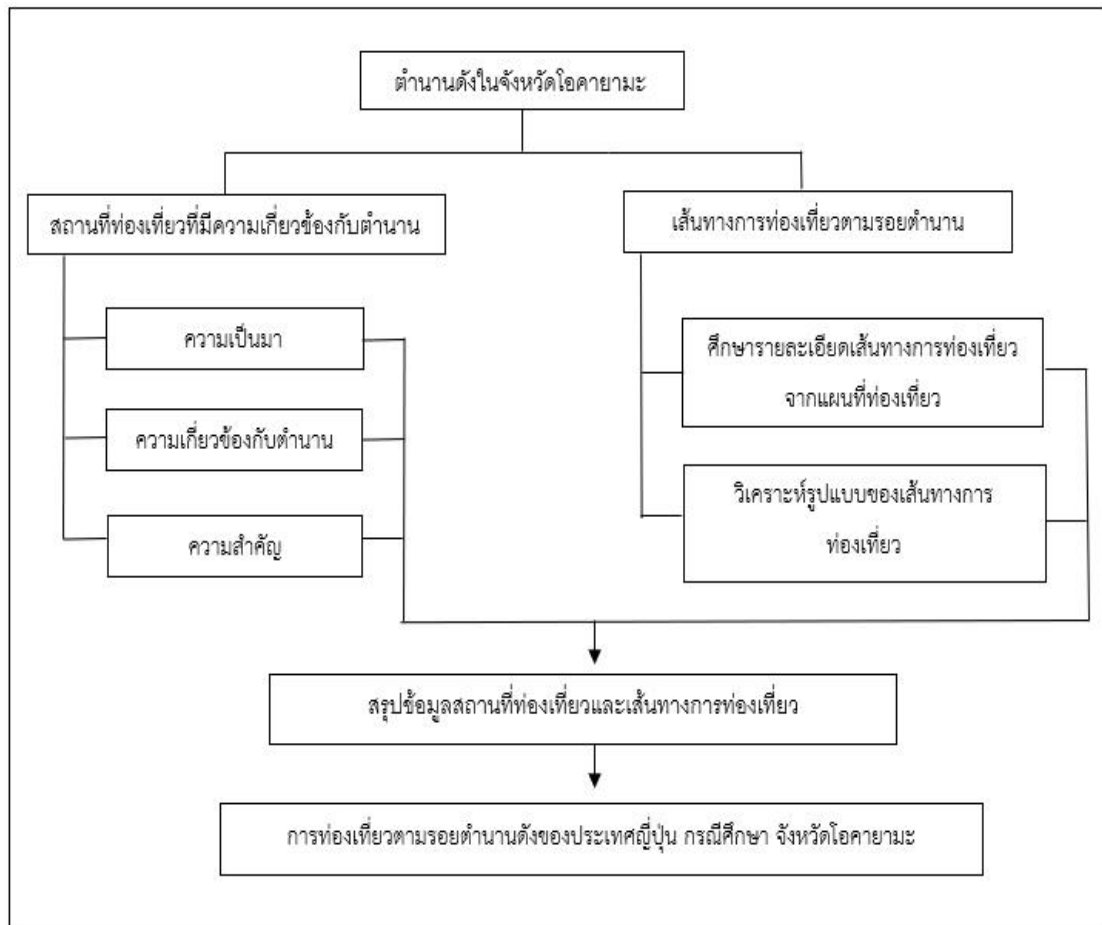 ตำนานดังในจังหวัดโอคายามะ
สถานที่ท่องเที่ยวที่มีความเกี่ยวข้องกับตำนาน
ความเป็นมา
ความเกี่ยวข้องกับตำนาน
ความสำคัญ
เส้นทางการท่องเที่ยวตามรอยตำนาน
ศึกษารายละเอียดเส้นทางการท่องเที่ยว
จากแผนที่ท่องเที่ยว
วิเคราะห์รูปแบบของเส้นทางการ
ท่องเที่ยว
สรุปข้อมูลสถานที่ท่องเที่ยวและเส้นทางการท่องเที่ยว
การท่องเที่ยวตามรอยตำนานดังของประเทศญี่ปุ่น กรณีศึกษา จังหวัดโอคายามะ